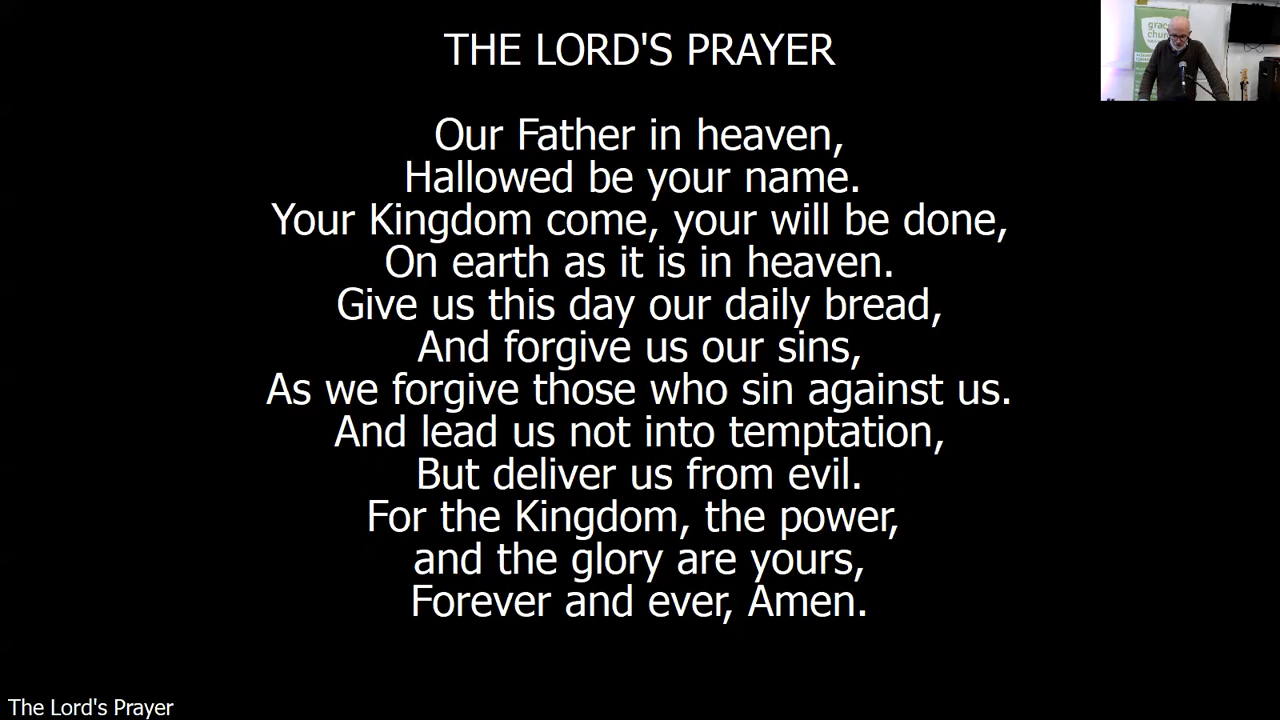 THE LORD'S PRAYER
Our Father in heaven,
Hallowed be your name.
Your Kingdom come, your will be done,
On earth as it is in heaven.
Give us this day our daily bread,
And forgive us our sins,
As we forgive those who sin against us.
And lead us not into temptation,
But deliver us from evil.
For the Kingdom, the power,
and the glory are yours,
Forever and ever, Amen.
The Lord's Prayer